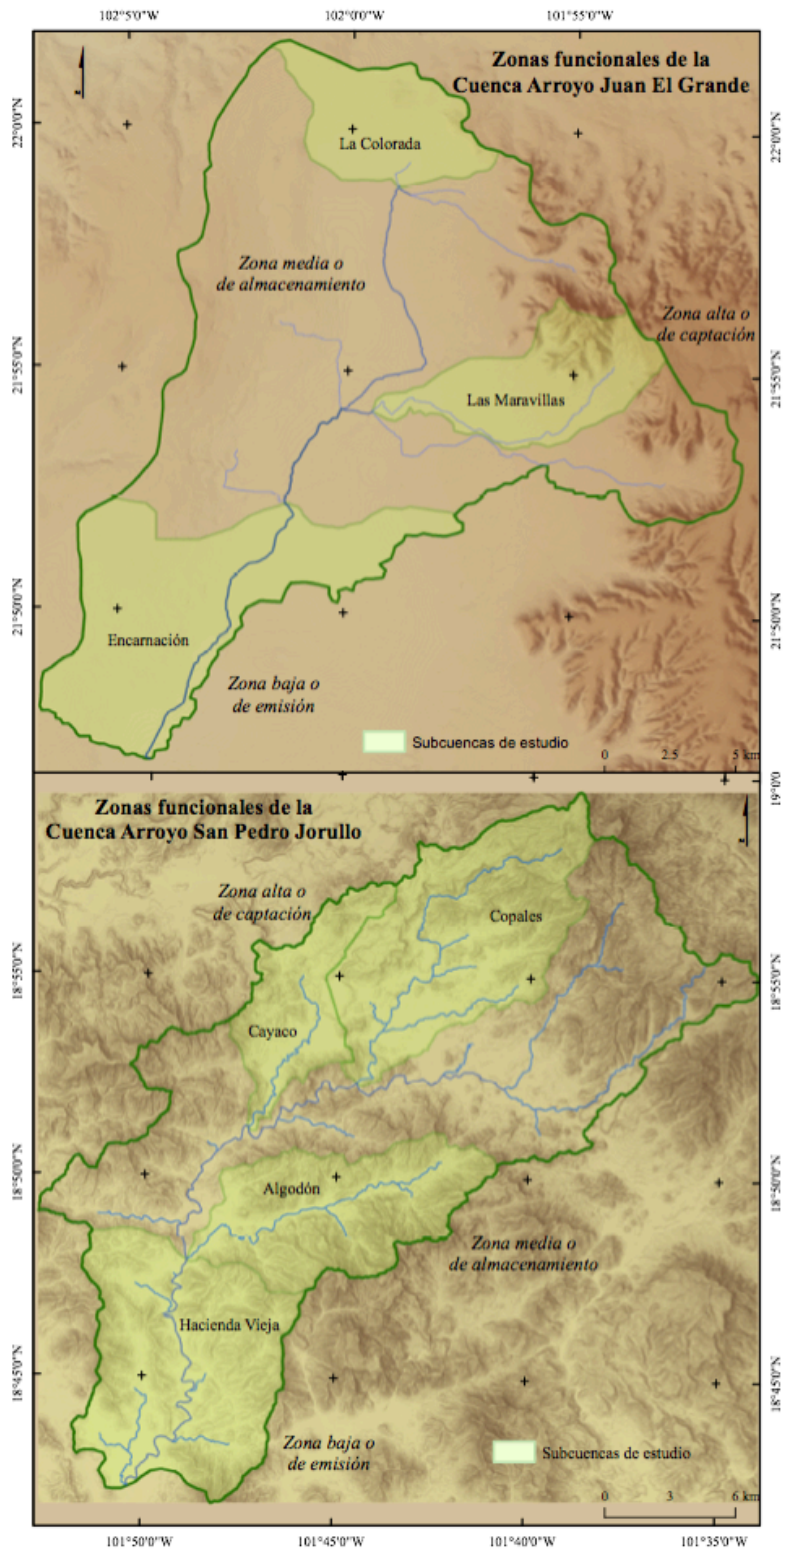 102°5'0"W
102°0'0"W
101°55'0"W
Zonas funcionales de la
Cuenca Arroyo Juan El Grande
N
22°0'0"N
22°0'0"N
La Colorada
Zona media o
de almacenamiento
Zona alta o
de captación
21°55'0"N
21°55'0"N
Las Maravillas
21°50'0"N
21°50'0"N
Encarnación
Zona baja o
de emisión
Subcuencas de estudio
0
2.5
5 km
19°0'0"N
Zonas funcionales de la
Cuenca Arroyo San Pedro Jorullo
N
Zona alta o
de captación
Copales
18°55'0"N
18°55'0"N
Cayaco
18°50'0"N
18°50'0"N
Algodón
Zona media o
de almacenamiento
Hacienda Vieja
18°45'0"N
18°45'0"N
Zona baja o
de emisión
Subcuencas de estudio
0
3
6 km
101°50'0"W
101°45'0"W
101°40'0"W
101°35'0"W